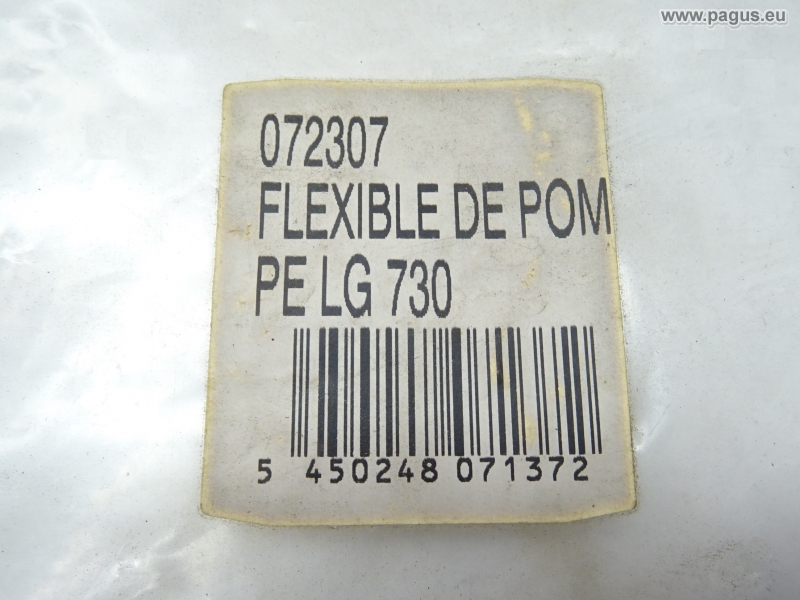 www.pagus.eu
072307
FLEXIBLE DE POM
PE LG 730
5 450248 071372